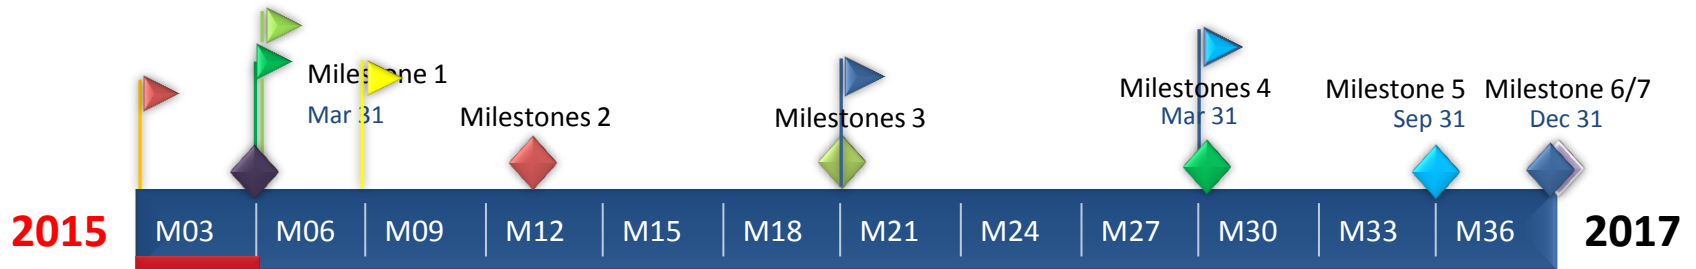 Milestone 1
Mar 31
Milestones 2
Milestones 3
Milestones 4
Mar 31
Milestone 5
Sep 31
Milestone 6/7
Dec 31
2015
M03
M06
M09
M12
M15
M18
M21
M24
M27
M30
M33
M36
2017